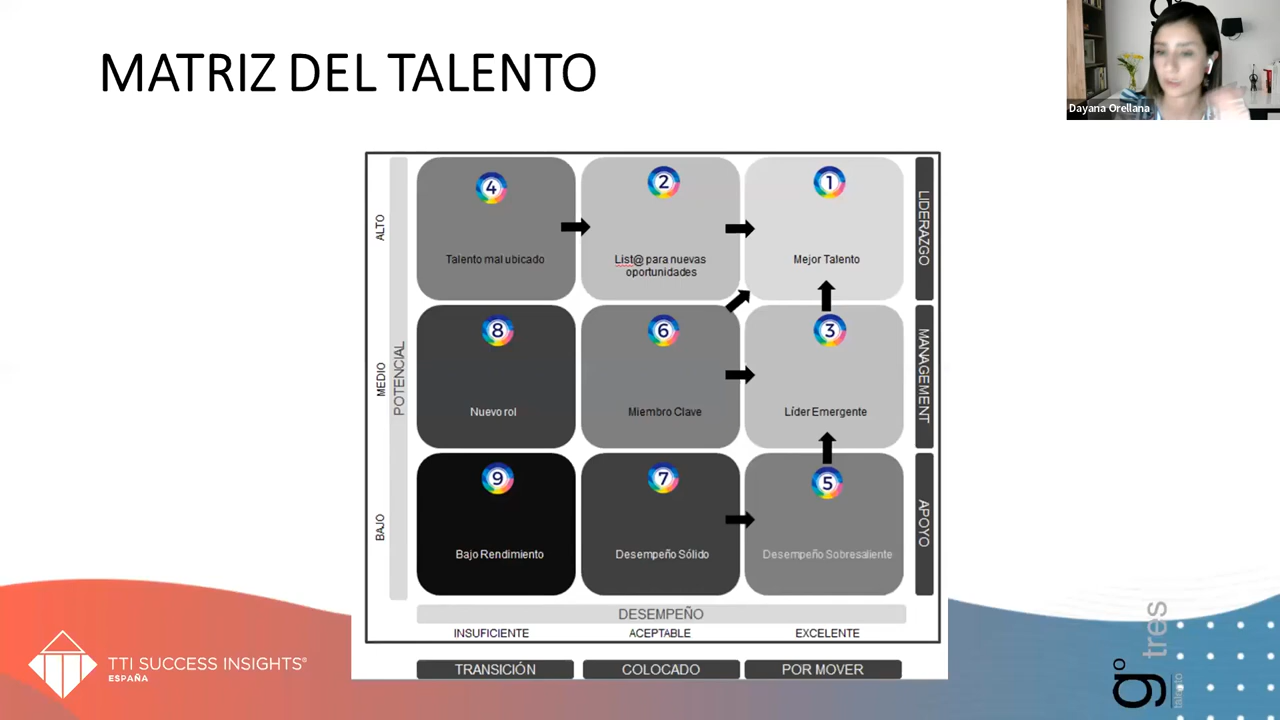 MATRIZ DEL TALENTO
Dayana Orellana
ALTO
MEDIO
BAJO
POTENCIAL
4
Talento mal ubicado
2
List@ para nuevas
oportunidades
1
Mejor Talento
LIDERAZGO
8
Nuevo rol
6
Miembro Clave
3
Líder Emergente
MANAGEMENT
9
Bajo Rendimiento
7
Desempeño Sólido
5
Desempeño Sobresaliente
APOYO
DESEMPEÑO
INSUFICIENTE
ACEPTABLE
EXCELENTE
TRANSICIÓN
COLOCADO
POR MOVER
TTI SUCCESS INSIGHTS®
ESPAÑA
gº
tres
talento